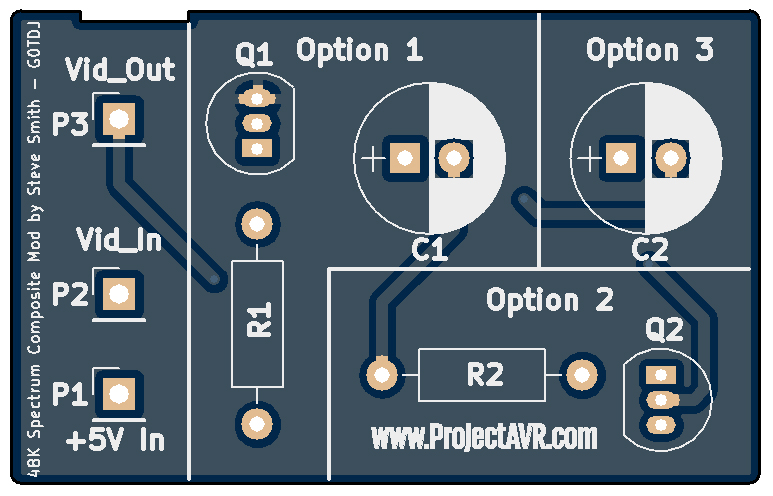 48K Spectrum Composite Mod by Steve Smith - G0TDJ
Vid_Out
P3
Vid_In
P2
P1
+5V In
Q1
Option 1
Option 3
+
C1
+
C2
R1
Option 2
Q2
R2
www.ProjectAVR.com